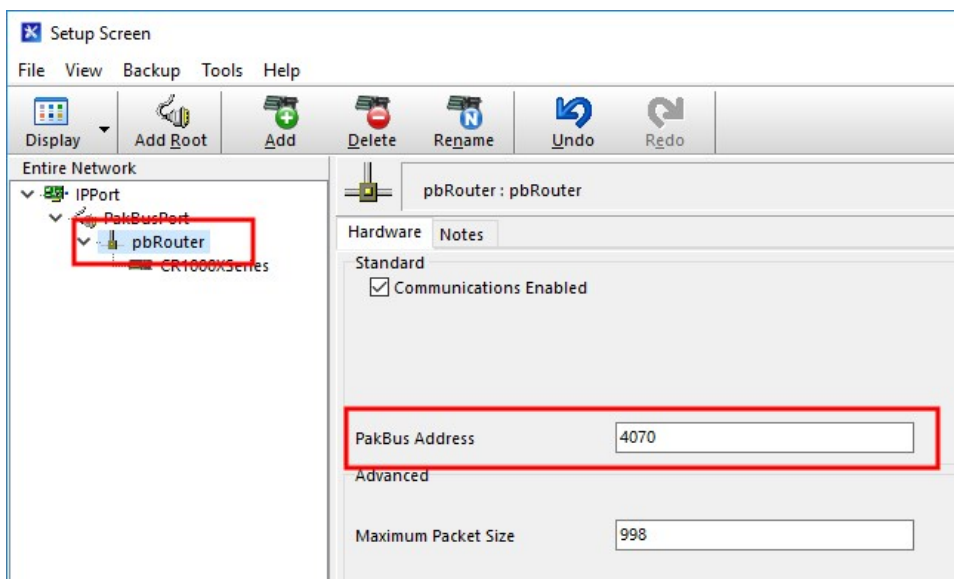 Setup Screen
File View Backup Tools Help
Display Add Root Add Delete Rename Undo Redo
Entire Network
IPPort
PakBusPort
pbRouter
CR1000XSeries
pbRouter : pbRouter
Hardware Notes
Standard
Communications Enabled
PakBus Address 4070
Advanced
Maximum Packet Size 998